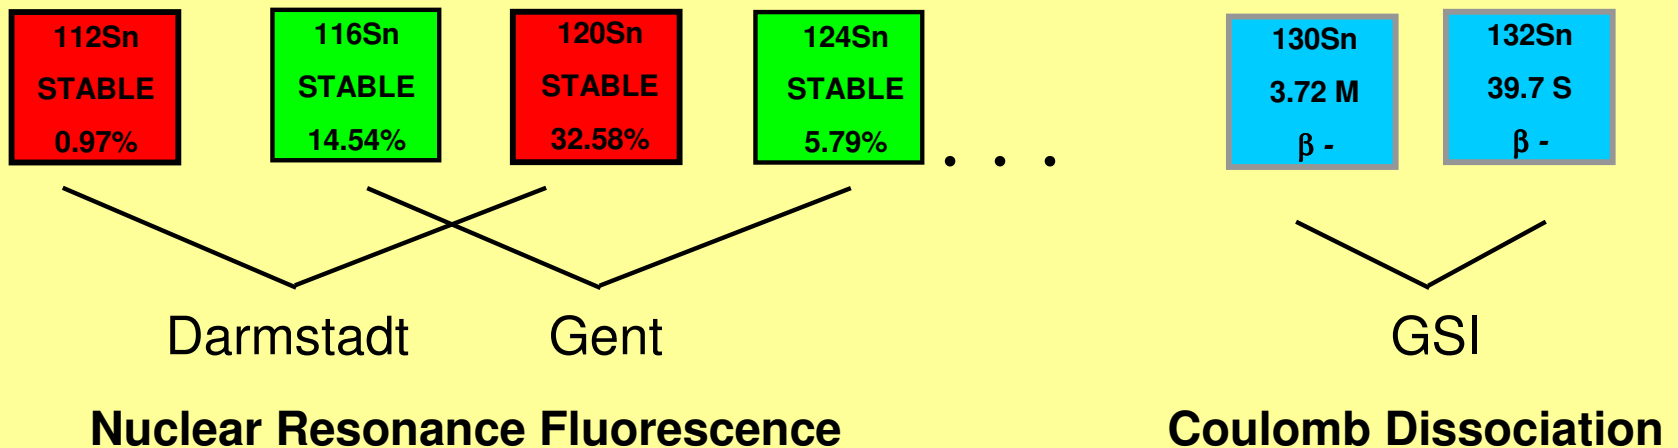 112Sn
STABLE
0.97%
116Sn
STABLE
14.54%
120Sn
STABLE
32.58%
124Sn
STABLE
5.79%
. . .
130Sn
3.72 M
β -
132Sn
39.7 S
β -
Darmstadt
Gent
GSI
Nuclear Resonance Fluorescence
Coulomb Dissociation